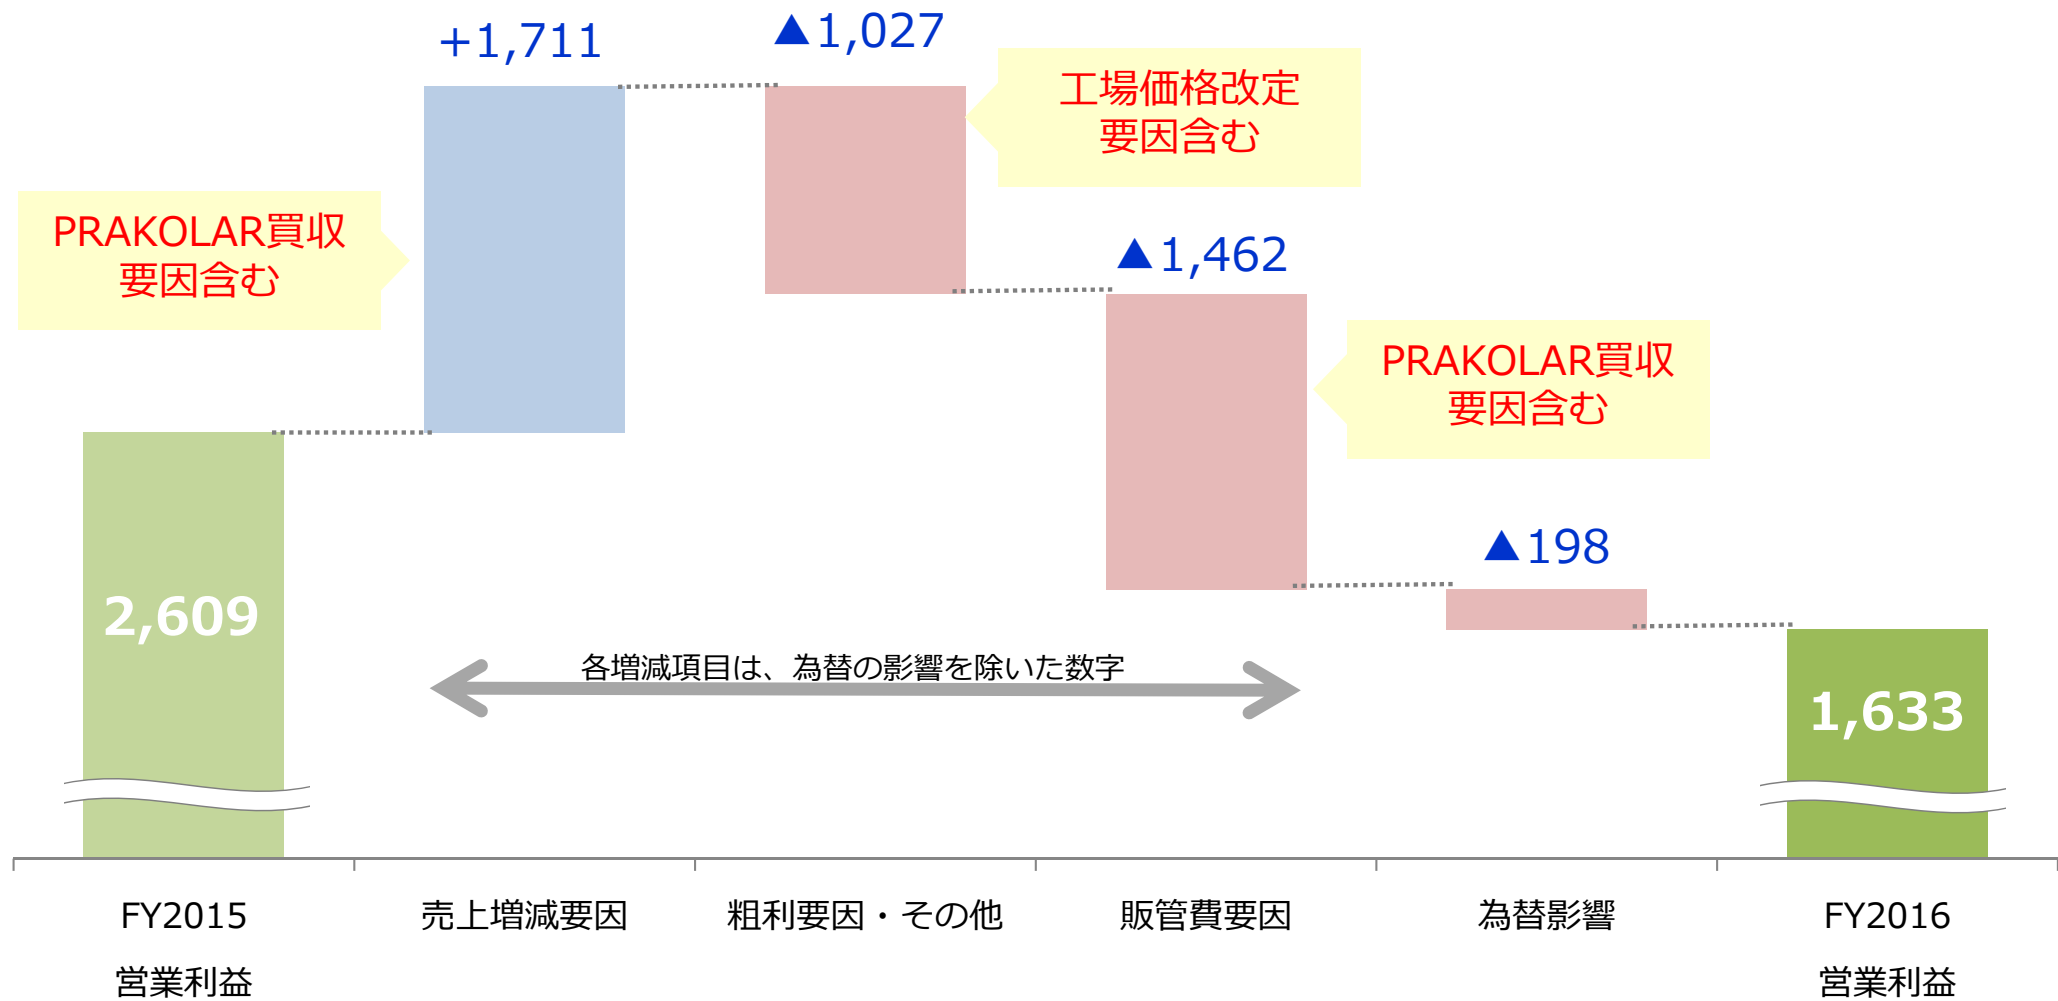 +1,711
▲1,027
工場価格改定
要因含む
PRAKOLAR買収
要因含む
▲1,462
PRAKOLAR買収
要因含む
▲198
2,609
各増減項目は、為替の影響を除いた数字
1,633
FY2015
営業利益
売上増減要因
粗利要因・その他
販管費要因
為替影響
FY2016
営業利益